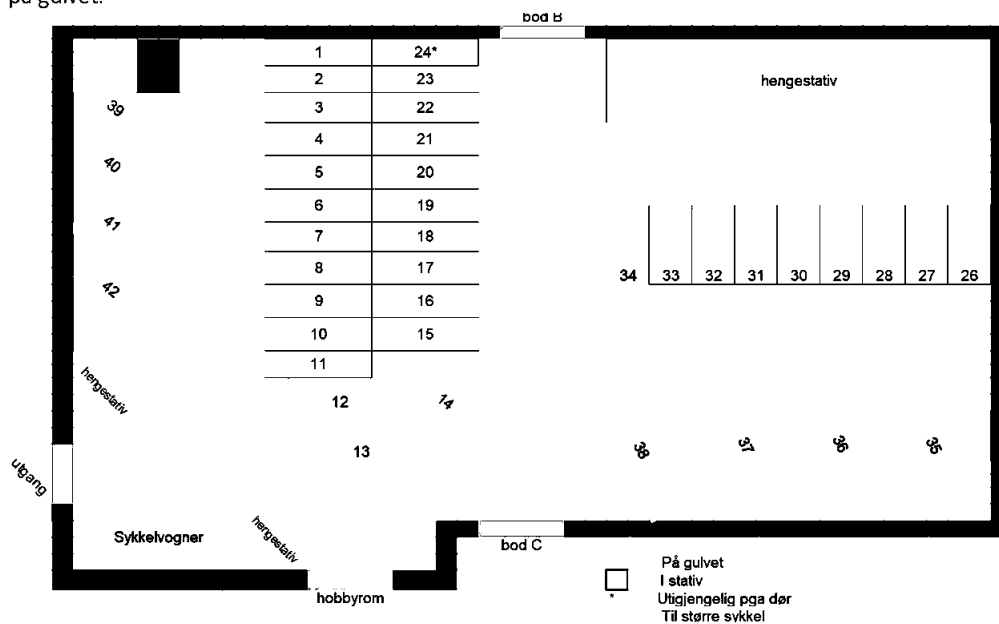 på gulvet.
bod B
1 24*
2 23
hengestativ
3 22
39
4 21
40
5 20
6 19
41
7 18
8 17
34 33 32 31 30 29 28 27 26
42
9 16
10 15
11
hengestativ
12 14
13
38 37 36 35
utgang
Sykkelvogner
hengestativ
bod C
hobbyrom
På gulvet
I stativ
* Utigjengelig pga dør
Til større sykkel